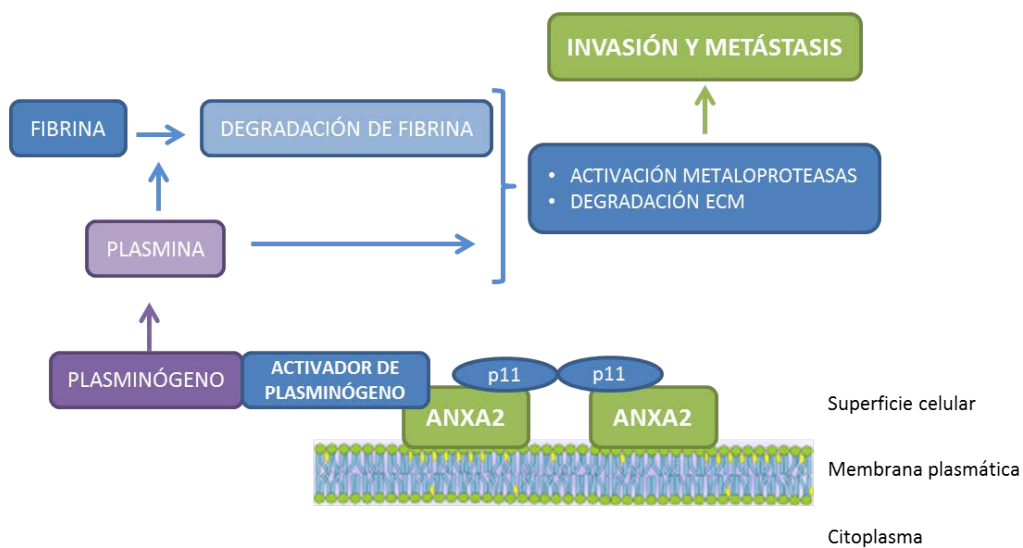 INVASIÓN Y METÁSTASIS
FIBRINA
DEGRADACIÓN DE FIBRINA
• ACTIVACIÓN METALOPROTEASAS
• DEGRADACIÓN ECM
PLASMINA
PLASMINÓGENO
ACTIVADOR DE
PLASMINÓGENO
p11
p11
ANXA2
ANXA2
Superficie celular
Membrana plasmática
Citoplasma